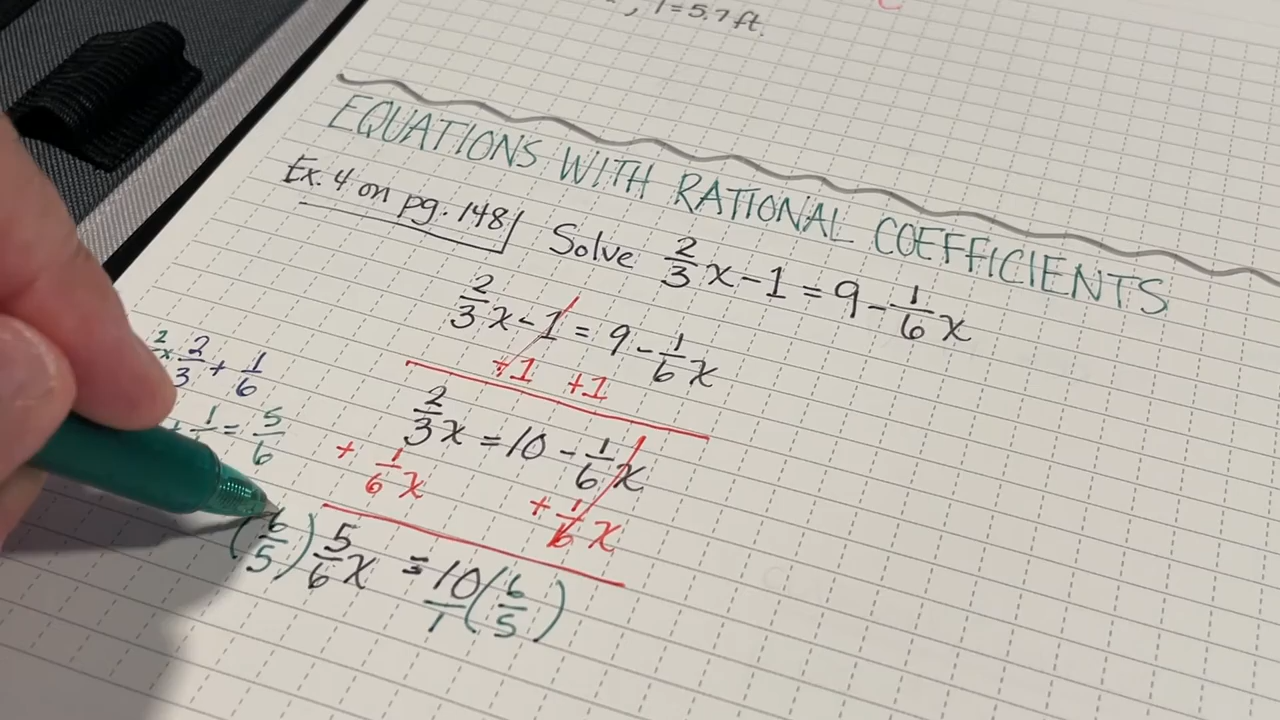 , l = 5.7 ft.
EQUATIONS WITH RATIONAL COEFFICIENTS
Ex. 4 on pg. 148 Solve 2/3 x - 1 = 9 - 1/6 x
2/3 x - 1 = 9 - 1/6 x
+1 +1
2/3 + 1/6
2/3 x = 10 - 1/6 x
1/ = 5/6
+ 1/6 x + 1/6 x
(6/5) 5/6 x = 10/1 (6/5)